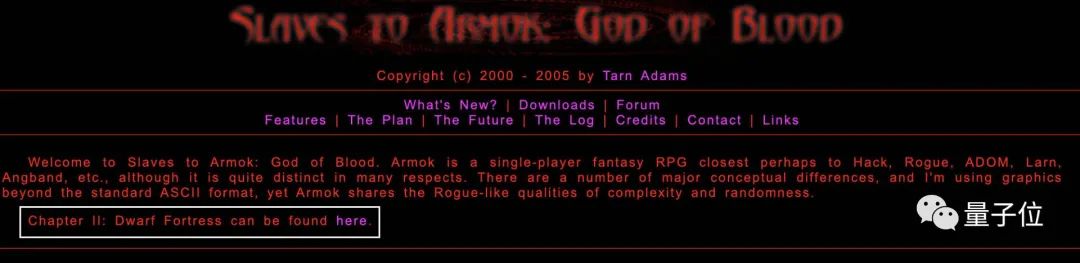 Slaves to Armok: God of Blood
Copyright (c) 2000 - 2005 by Tarn Adams
What's New? | Downloads | Forum
Features | The Plan | The Future | The Log | Credits | Contact | Links
Welcome to Slaves to Armok: God of Blood. Armok is a single-player fantasy RPG closest perhaps to Hack, Rogue, ADOM, Larn,
Angband, etc., although it is quite distinct in many respects. There are a number of major conceptual differences, and I'm using graphics
beyond the standard ASCII format, yet Armok shares the Rogue-like qualities of complexity and randomness.
Chapter II: Dwarf Fortress can be found here.
量子位